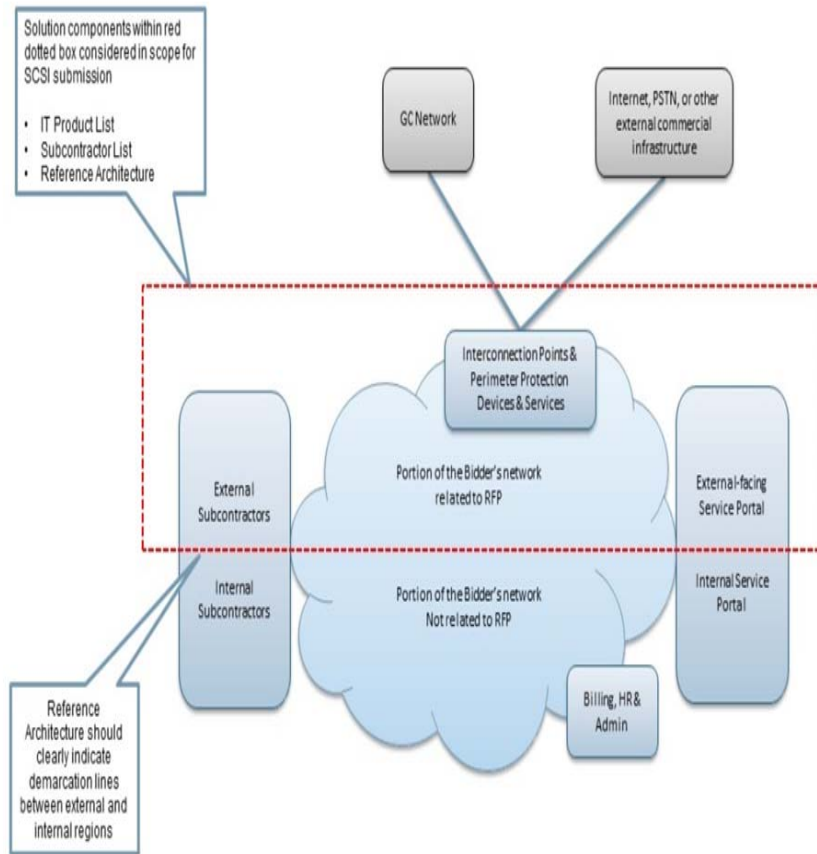 Solution components within red
dotted box considered in scope for
SCSI submission
• IT Product List
• Subcontractor List
• Reference Architecture
GC Network
Internet, PSTN, or other
external commercial
infrastructure
Interconnection Points &
Perimeter Protection
Devices & Services
External
Subcontractors
Portion of the Bidder's network
related to RFP
External-facing
Service Portal
Internal
Subcontractors
Portion of the Bidder's network
Not related to RFP
Internal Service
Portal
Billing, HR &
Admin
Reference
Architecture should
clearly indicate
demarcation lines
between external and
internal regions